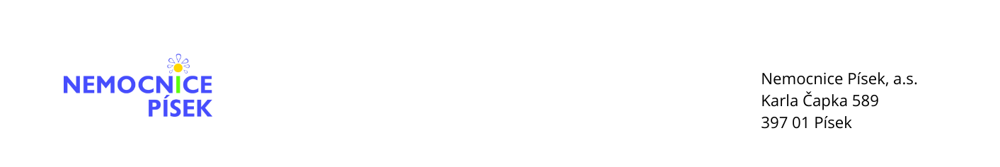 NEMOCNICE
PÍSEK
Nemocnice Písek, a.s.
Karla Čapka 589
397 01 Písek